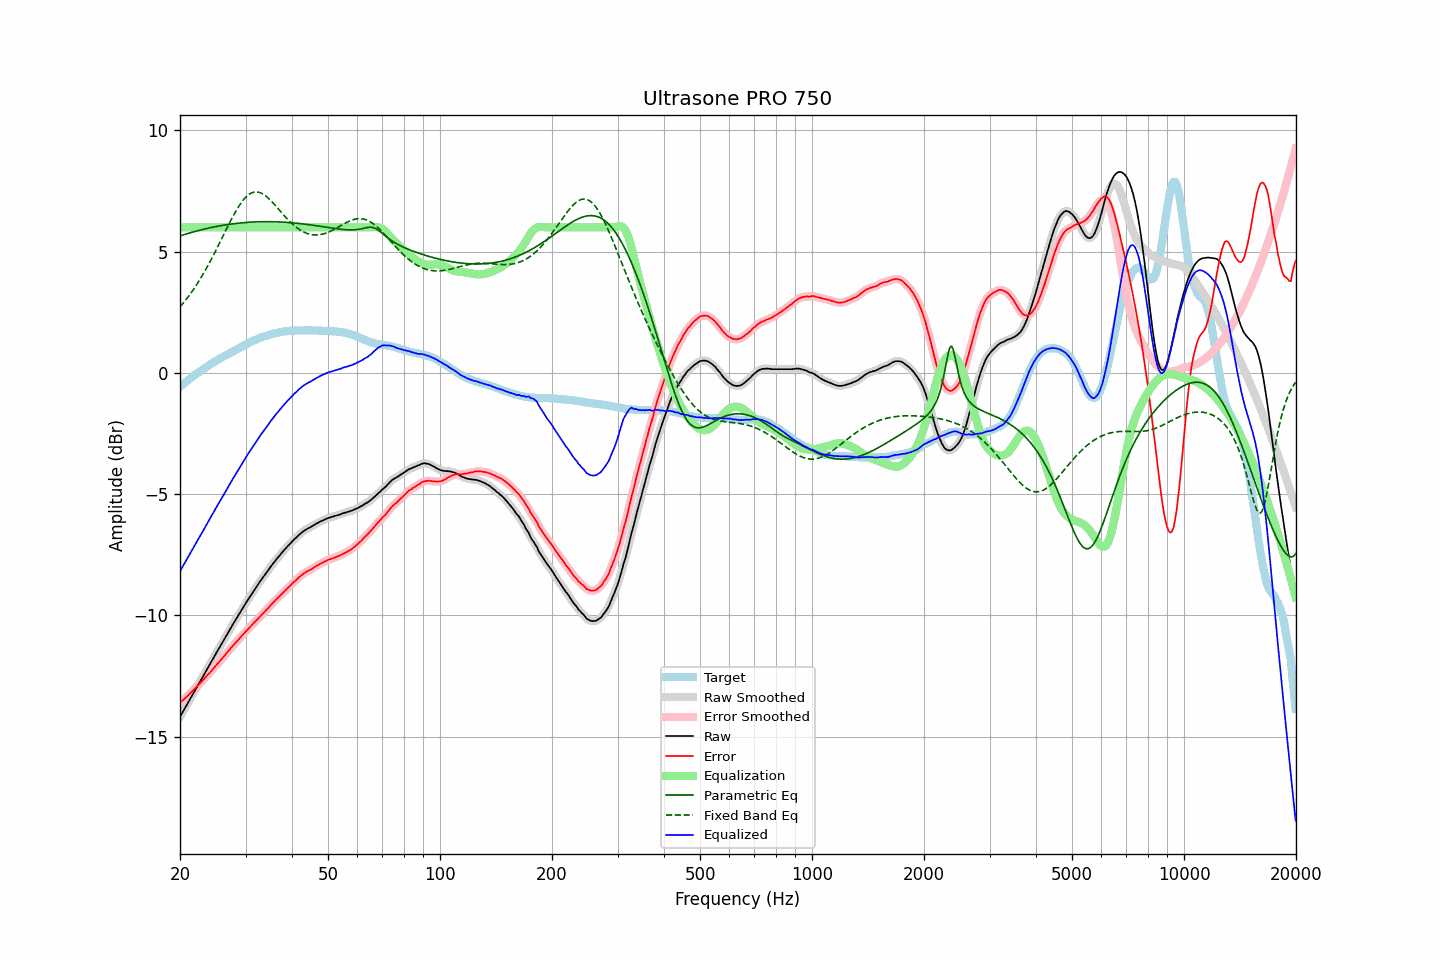 Ultrasone PRO 750
Amplitude (dBr)
10
5
0
−5
−10
−15
Target
Raw Smoothed
Error Smoothed
Raw
Error
Equalization
Parametric Eq
Fixed Band Eq
Equalized
20 50 100 200 500 1000 2000 5000 10000 20000
Frequency (Hz)